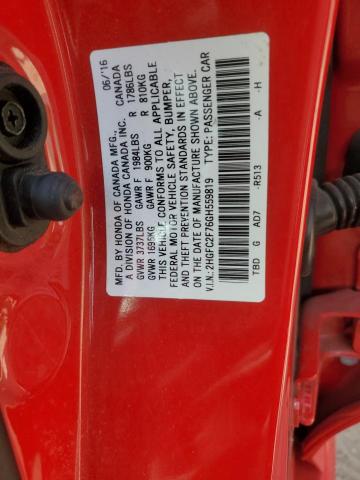 MFD. BY HONDA OF CANADA MFG., 06/'16
A DIVISION OF HONDA CANADA INC. CANADA
GVWR 3737LBS GAWR F 1984LBS R 1786LBS
GVWR 1695KG GAWR F 900KG R 810KG
THIS VEHICLE CONFORMS TO ALL APPLICABLE
FEDERAL MOTOR VEHICLE SAFETY, BUMPER,
AND THEFT PREVENTION STANDARDS IN EFFECT
ON THE DATE OF MANUFACTURE SHOWN ABOVE.
V.I.N.: 2HGFC2F76GH559819 TYPE: PASSENGER CAR
TBD G AD7 -R513 .A -H